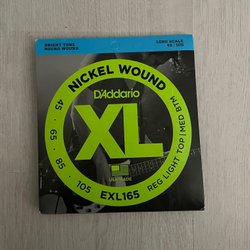 BRIGHT TONE
ROUND WOUND
LONG SCALE
45 - 105
NICKEL WOUND
D'Addario
XL
45 65 85 105
EXL165
REG LIGHT TOP | MED BTM